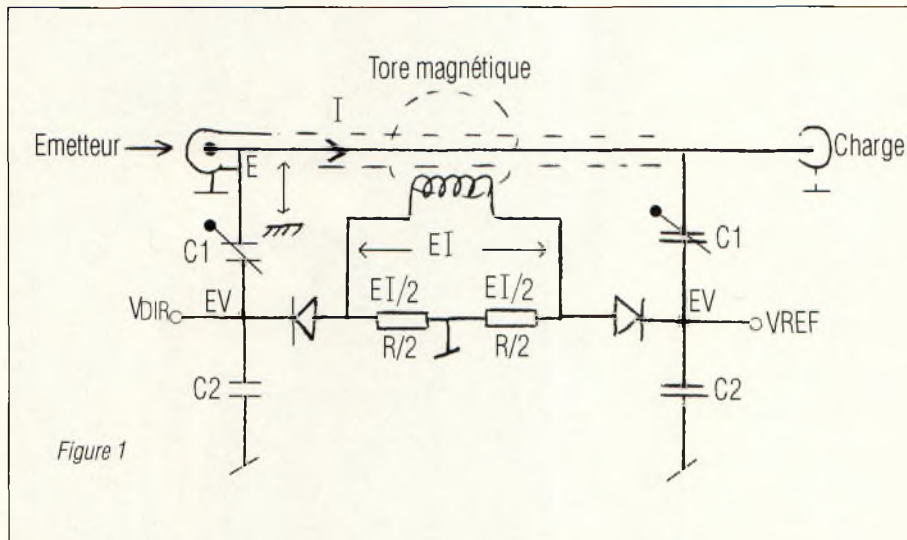 Tore magnétique
I
Emetteur
E
Charge
C1
EI
C1
VDIR
EV
EI/2
EI/2
EV
VREF
R/2
R/2
C2
C2
Figure 1